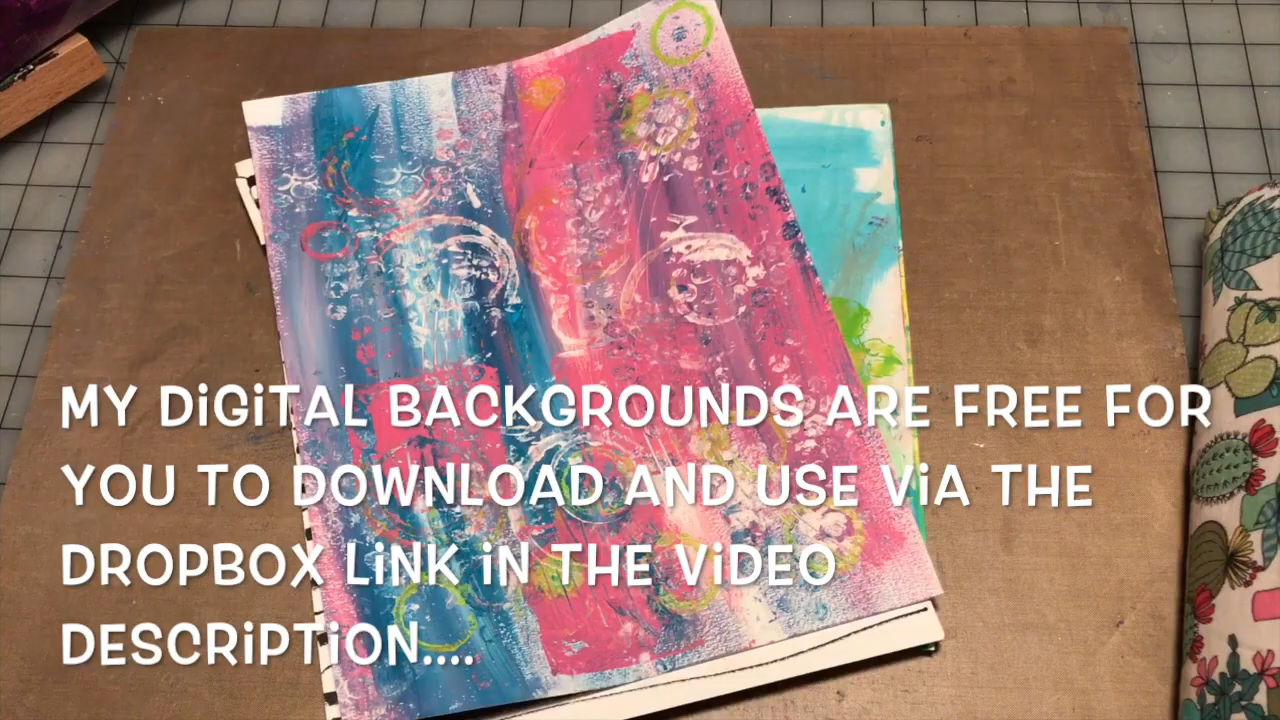 MY DiGiTAL BACKGROUNDS ARE FREE FOR
YOU TO DOWNLOAD AND USE ViA THE
DROPBOX LiNK iN THE ViDEO
DESCRiPTiON....